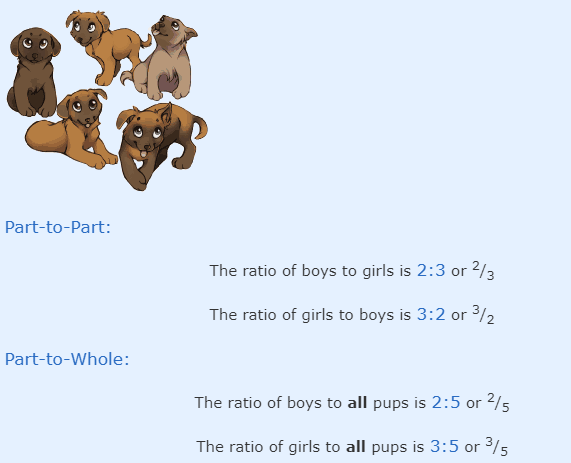 Part-to-Part:
The ratio of boys to girls is 2:3 or 2/3
The ratio of girls to boys is 3:2 or 3/2
Part-to-Whole:
The ratio of boys to all pups is 2:5 or 2/5
The ratio of girls to all pups is 3:5 or 3/5